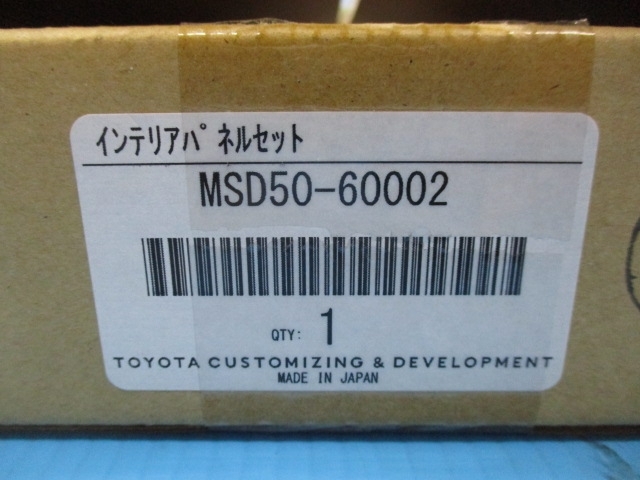 インテリアパネルセット
MSD50-60002
QTY: 1
TOYOTA CUSTOMIZING & DEVELOPMENT
MADE IN JAPAN